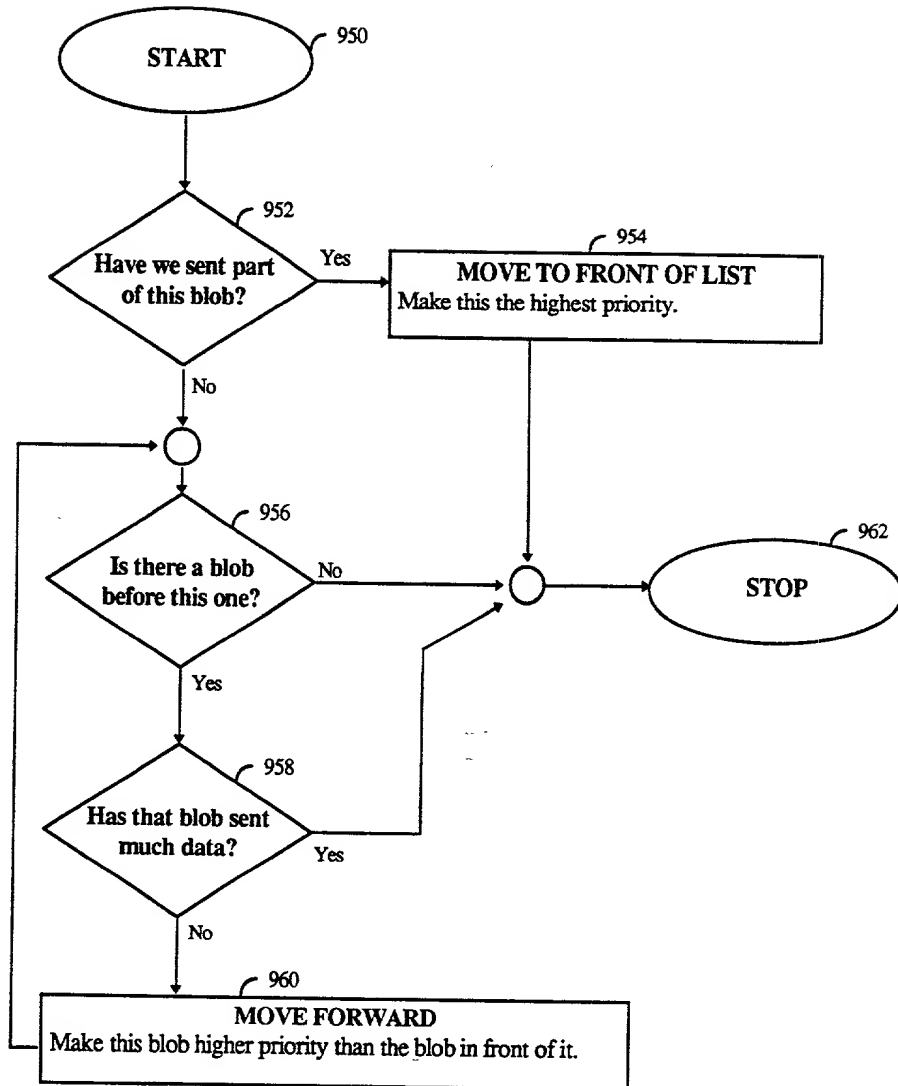 START
950
952
Have we sent part
of this blob?
Yes
954
MOVE TO FRONT OF LIST
Make this the highest priority.
No
956
Is there a blob
before this one?
No
962
STOP
Yes
958
Has that blob sent
much data?
Yes
No
960
MOVE FORWARD
Make this blob higher priority than the blob in front of it.